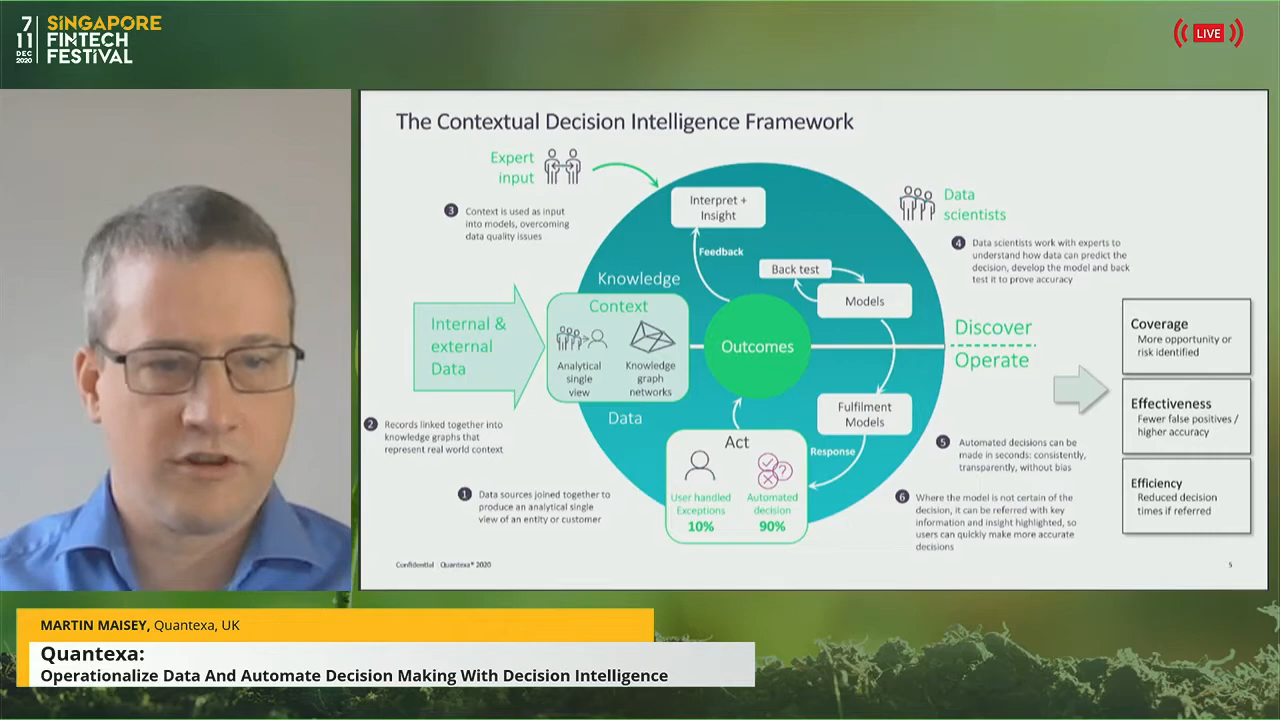 7
11
DEC
2020
SINGAPORE
FINTECH
FESTIVAL
LIVE
The Contextual Decision Intelligence Framework
Expert
input
3 Context is used as input
into models, overcoming
data quality issues
Interpret +
Insight
Feedback
Data
scientists
4 Data scientists work with experts to
understand how data can predict the
decision, develop the model and back
test it to prove accuracy
Back test
Models
Knowledge
Internal &
external
Data
Context
Analytical
single
view
Knowledge
graph
networks
Outcomes
Discover
Operate
Data
2 Records linked together into
knowledge graphs that
represent real world context
1 Data sources joined together to
produce an analytical single
view of an entity or customer
Fulfilment
Models
Response
Act
User handled
Exceptions
10%
Automated
decision
90%
5 Automated decisions can be
made in seconds: consistently,
transparently, without bias
6 Where the model is not certain of the
decision, it can be referred with key
information and insight highlighted, so
users can quickly make more accurate
decisions
Coverage
More opportunity or
risk identified
Effectiveness
Fewer false positives /
higher accuracy
Efficiency
Reduced decision
times if referred
Confidential | Quantexa® 2020
5
MARTIN MAISEY, Quantexa, UK
Quantexa:
Operationalize Data And Automate Decision Making With Decision Intelligence